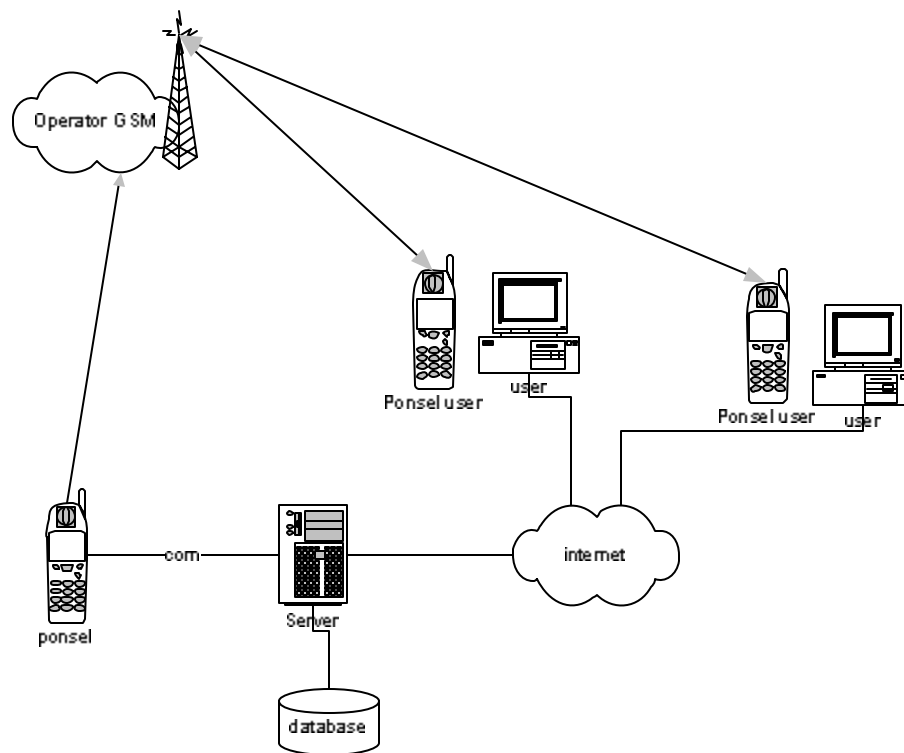 Operator GSM
Ponsel user
user
Ponsel user
user
com
internet
ponsel
Server
database